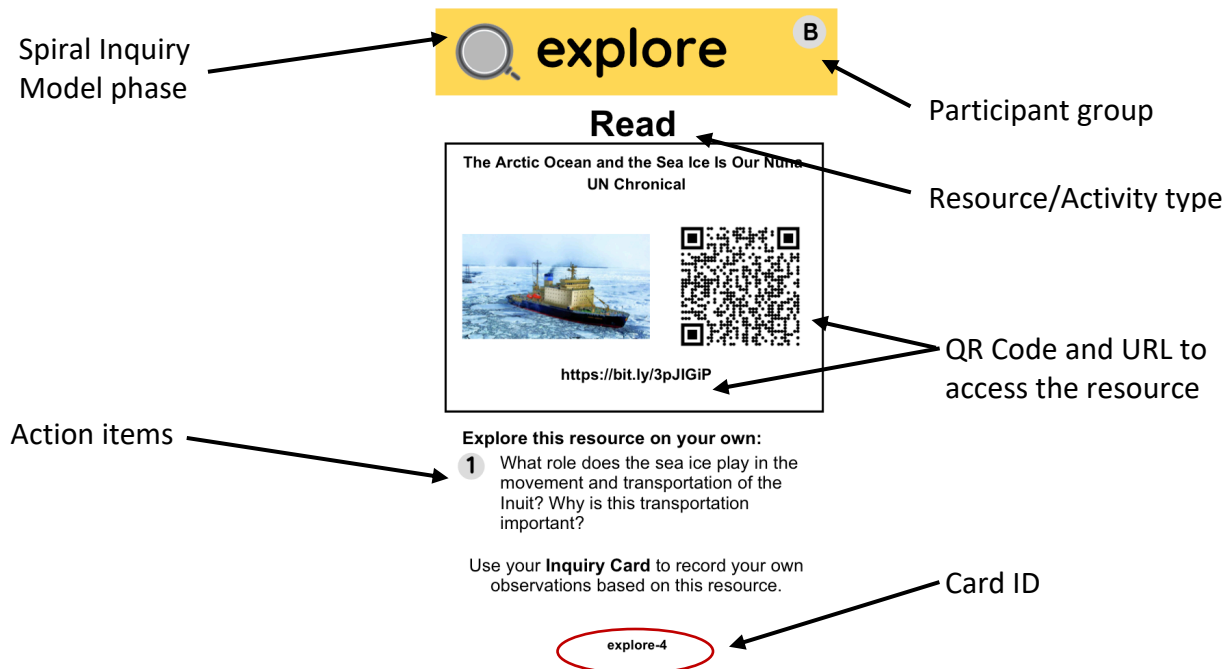 Spiral Inquiry
Model phase
explore
B
Participant group
Read
Resource/Activity type
The Arctic Ocean and the Sea Ice Is Our Nuna
UN Chronical
https://bit.ly/3pJIGiP
QR Code and URL to
access the resource
Action items
Explore this resource on your own:
1 What role does the sea ice play in the
movement and transportation of the
Inuit? Why is this transportation
important?
Use your Inquiry Card to record your own
observations based on this resource.
Card ID
explore-4